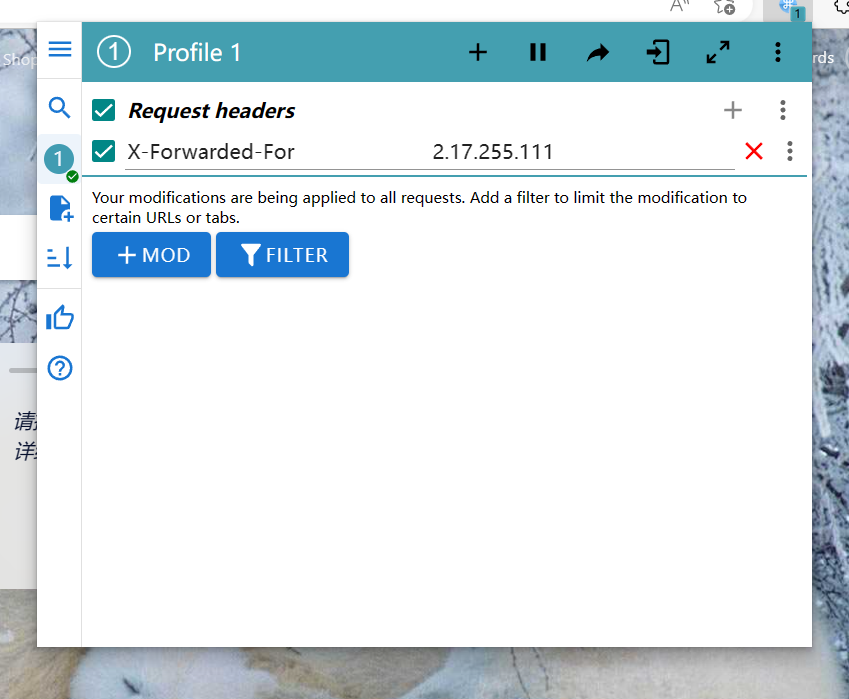 1
Shop
① Profile 1
rds
Request headers
X-Forwarded-For 2.17.255.111
1
Your modifications are being applied to all requests. Add a filter to limit the modification to
certain URLs or tabs.
MOD FILTER
请
详